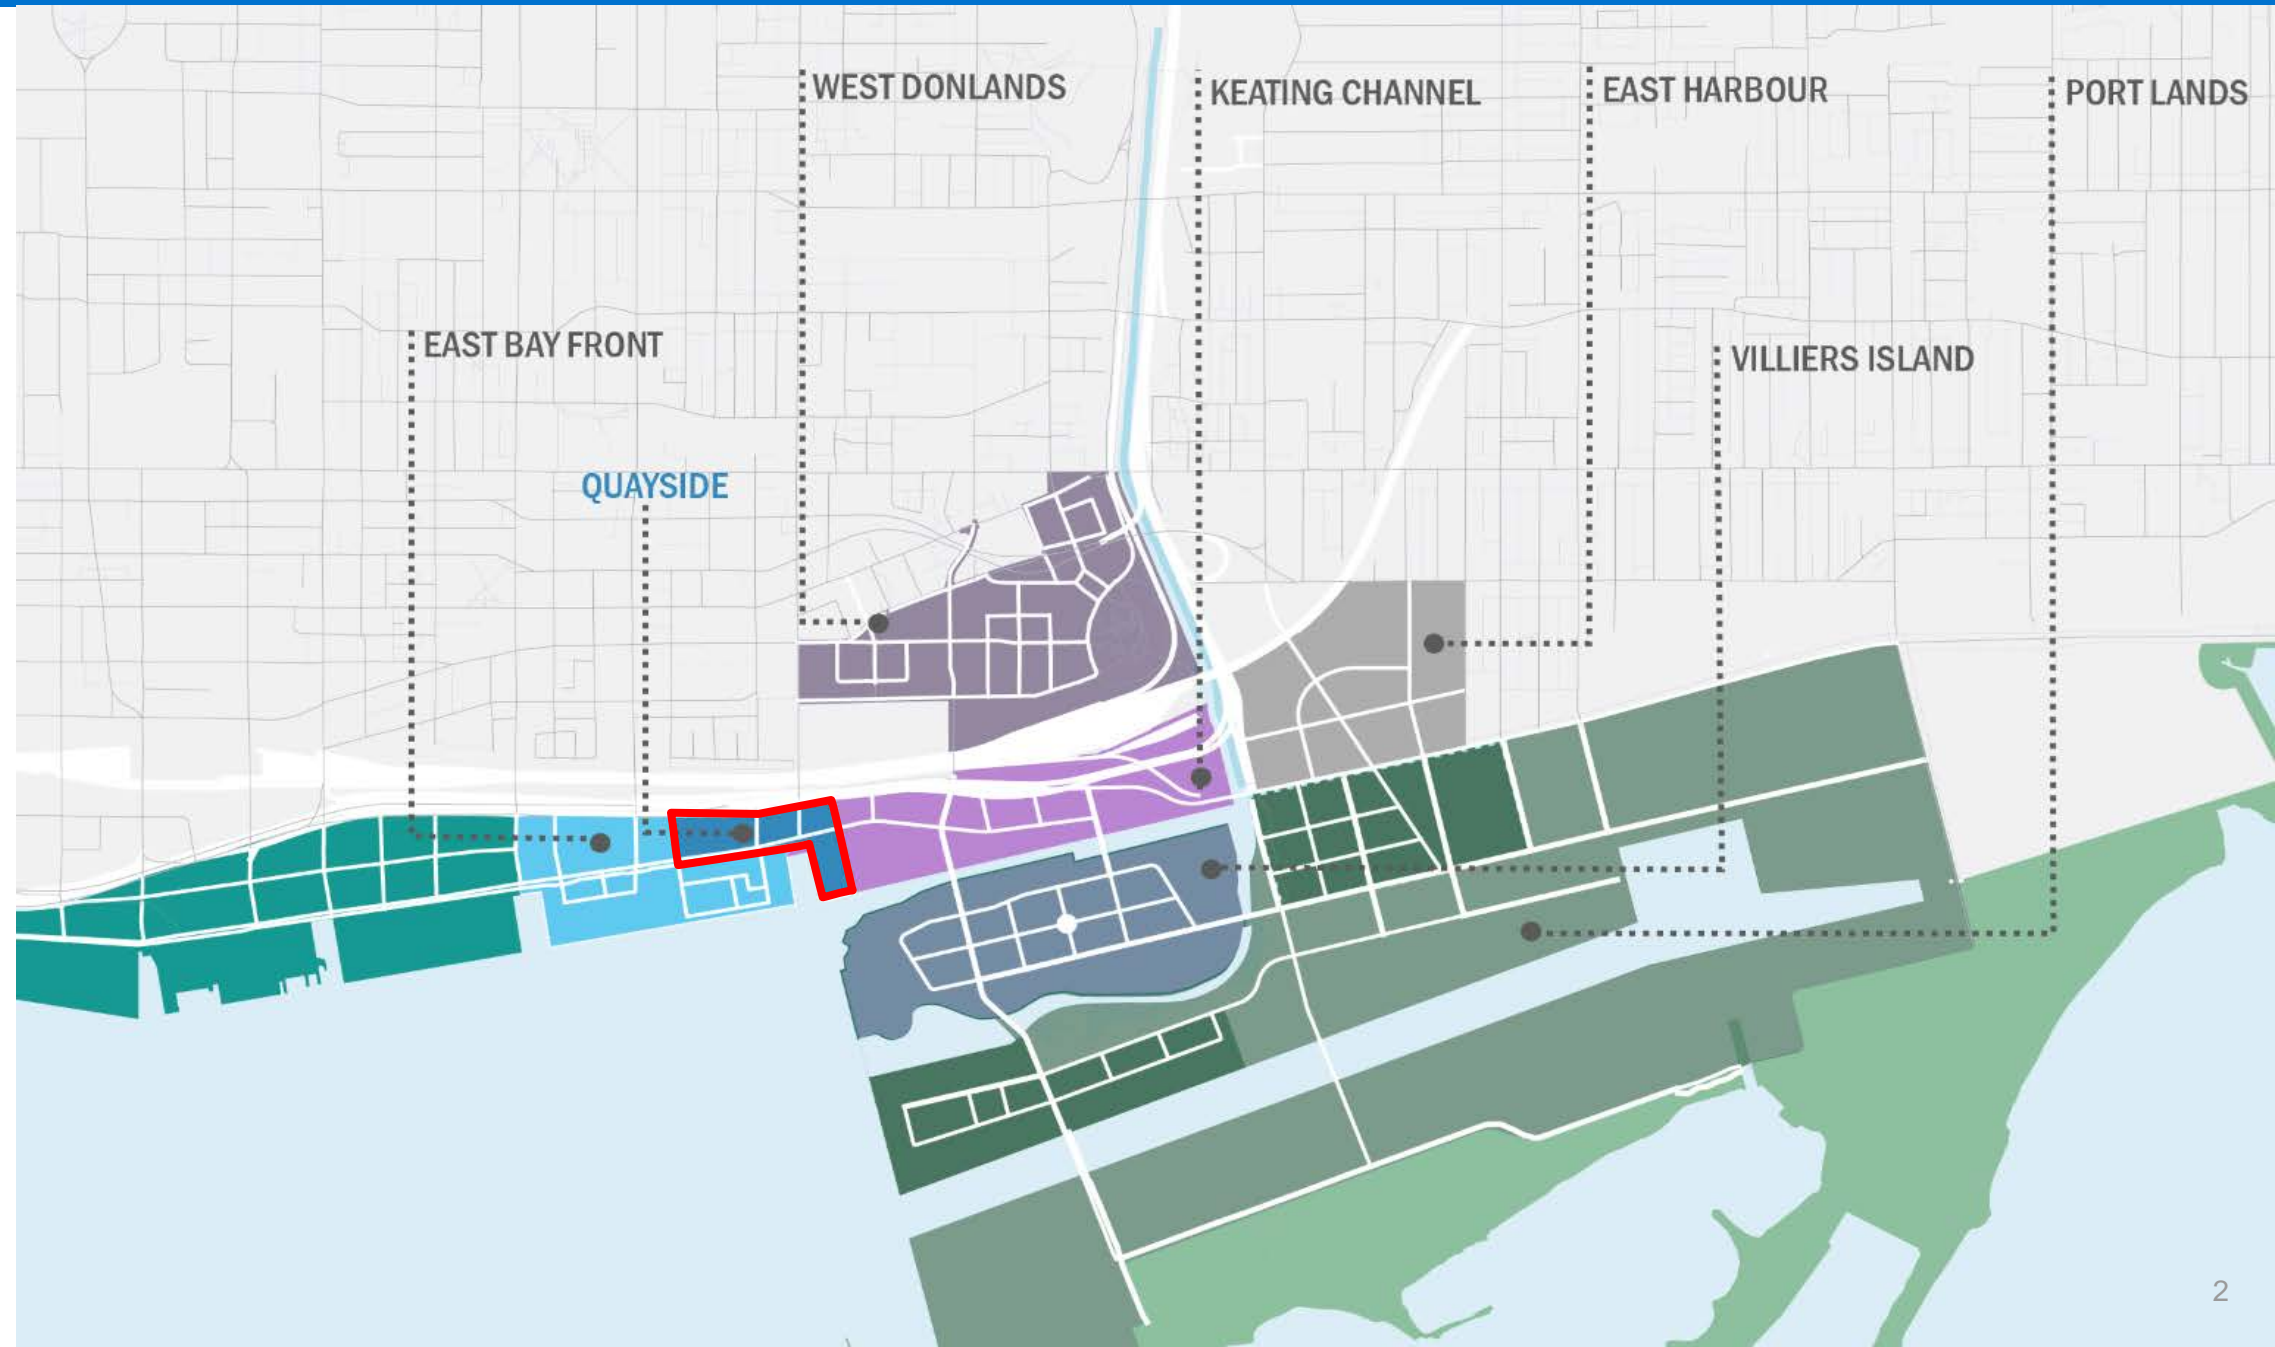 WEST DONLANDS
KEATING CHANNEL
EAST HARBOUR
PORT LANDS
EAST BAY FRONT
VILLIERS ISLAND
QUAYSIDE
2